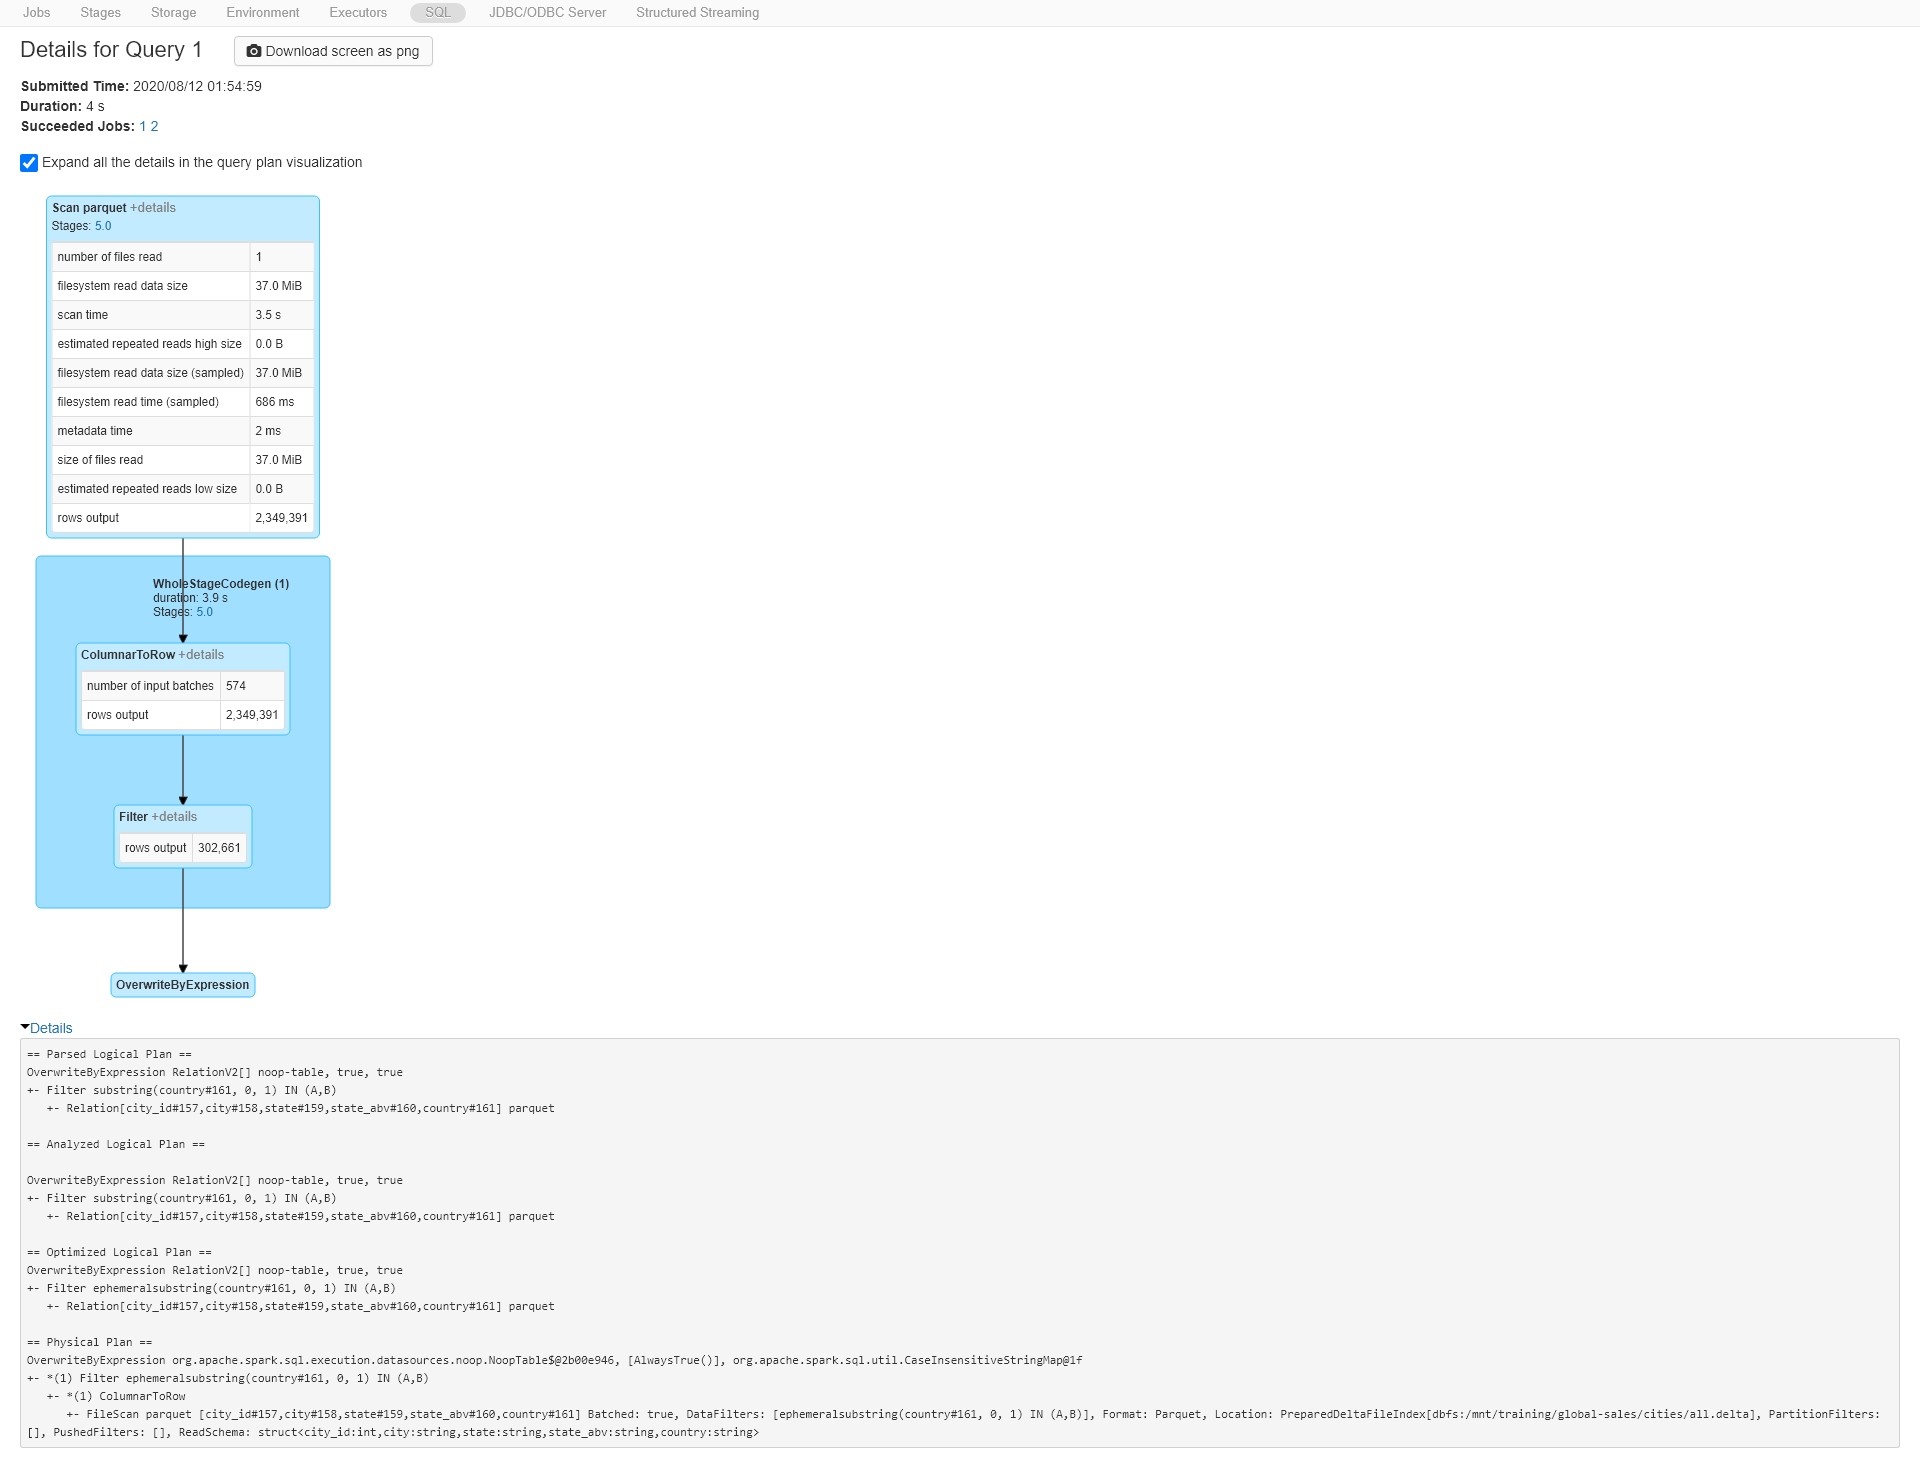 Jobs Stages Storage Environment Executors SQL JDBC/ODBC Server Structured Streaming
Details for Query 1 Download screen as png
Submitted Time: 2020/08/12 01:54:59
Duration: 4 s
Succeeded Jobs: 1 2
Expand all the details in the query plan visualization
Scan parquet +details
Stages: 5.0
number of files read 1
filesystem read data size 37.0 MiB
scan time 3.5 s
estimated repeated reads high size 0.0 B
filesystem read data size (sampled) 37.0 MiB
filesystem read time (sampled) 686 ms
metadata time 2 ms
size of files read 37.0 MiB
estimated repeated reads low size 0.0 B
rows output 2,349,391
WholeStageCodegen (1)
duration: 3.9 s
Stages: 5.0
ColumnarToRow +details
number of input batches 574
rows output 2,349,391
Filter +details
rows output 302,661
OverwriteByExpression
Details
== Parsed Logical Plan ==
OverwriteByExpression RelationV2[] noop-table, true, true
+- Filter substring(country#161, 0, 1) IN (A,B)
   +- Relation[city_id#157,city#158,state#159,state_abv#160,country#161] parquet
== Analyzed Logical Plan ==
OverwriteByExpression RelationV2[] noop-table, true, true
+- Filter substring(country#161, 0, 1) IN (A,B)
   +- Relation[city_id#157,city#158,state#159,state_abv#160,country#161] parquet
== Optimized Logical Plan ==
OverwriteByExpression RelationV2[] noop-table, true, true
+- Filter ephemeralsubstring(country#161, 0, 1) IN (A,B)
   +- Relation[city_id#157,city#158,state#159,state_abv#160,country#161] parquet
== Physical Plan ==
OverwriteByExpression org.apache.spark.sql.execution.datasources.noop.NoopTable$@2b00e946, [AlwaysTrue()], org.apache.spark.sql.util.CaseInsensitiveStringMap@1f
+- *(1) Filter ephemeralsubstring(country#161, 0, 1) IN (A,B)
   +- *(1) ColumnarToRow
      +- FileScan parquet [city_id#157,city#158,state#159,state_abv#160,country#161] Batched: true, DataFilters: [ephemeralsubstring(country#161, 0, 1) IN (A,B)], Format: Parquet, Location: PreparedDeltaFileIndex[dbfs:/mnt/training/global-sales/cities/all.delta], PartitionFilters:
[], PushedFilters: [], ReadSchema: struct<city_id:int,city:string,state:string,state_abv:string,country:string>